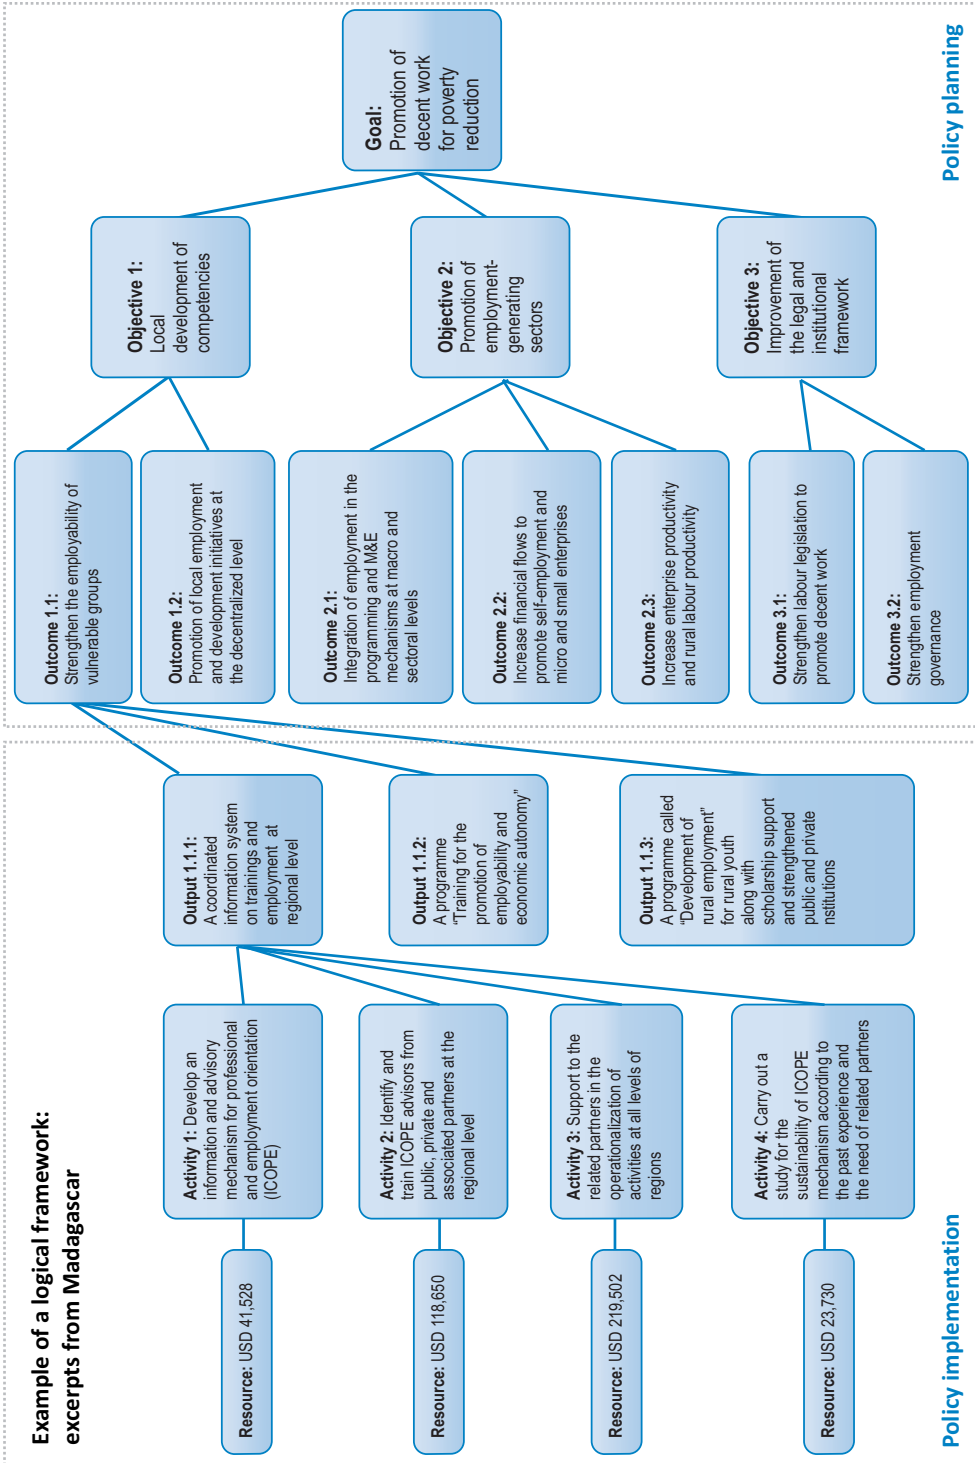 Example of a logical framework:
excerpts from Madagascar
Goal:
Promotion of
decent work
for poverty
reduction
Objective 1:
Local
development of
competencies
Objective 2:
Promotion of
employment-
generating
sectors
Objective 3:
Improvement of
the legal and
institutional
framework
Outcome 1.1:
Strengthen the employability of
vulnerable groups
Outcome 1.2:
Promotion of local employment
and development initiatives at
the decentralized level
Outcome 2.1:
Integration of employment in the
programming and M&E
mechanisms at macro and
sectoral levels
Outcome 2.2:
Increase financial flows to
promote self-employment and
micro and small enterprises
Outcome 2.3:
Increase enterprise productivity
and rural labour productivity
Outcome 3.1:
Strengthen labour legislation to
promote decent work
Outcome 3.2:
Strengthen employment
governance
Policy planning
Output 1.1.1:
A coordinated
information system
on trainings and
employment at
regional level
Output 1.1.2:
A programme
“Training for the
promotion of
employability and
economic autonomy”
Output 1.1.3:
A programme called
“Development of
rural employment”
for rural youth
along with
scholarship support
and strengthened
public and private
nstitutions
Activity 1: Develop an
information and advisory
mechanism for professional
and employment orientation
(ICOPE)
Activity 2: Identify and
train ICOPE advisors from
public, private and
associated partners at the
regional level
Activity 3: Support to the
related partners in the
operationalization of
activities at all levels of
regions
Activity 4: Carry out a
study for the
sustainability of ICOPE
mechanism according to
the past experience and
the need of related partners
Resource: USD 41,528
Resource: USD 118,650
Resource: USD 219,502
Resource: USD 23,730
Policy implementation